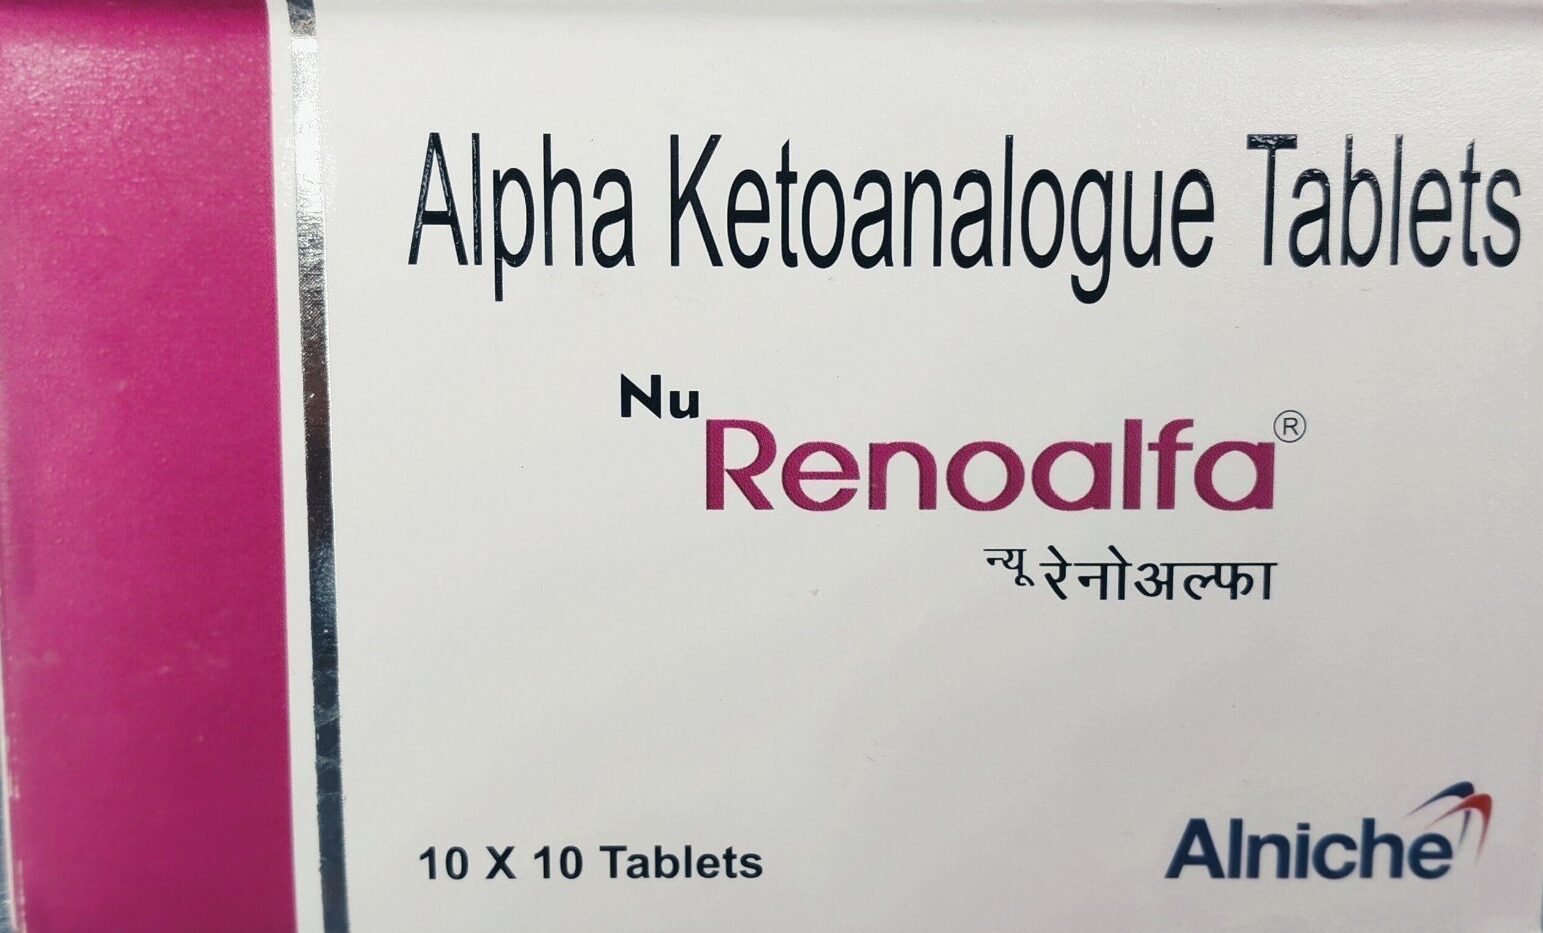 Alpha Ketoanalogue Tablets
Nu Renoalfa®
न्यू रेनोअल्फा
10 X 10 Tablets
Alniche